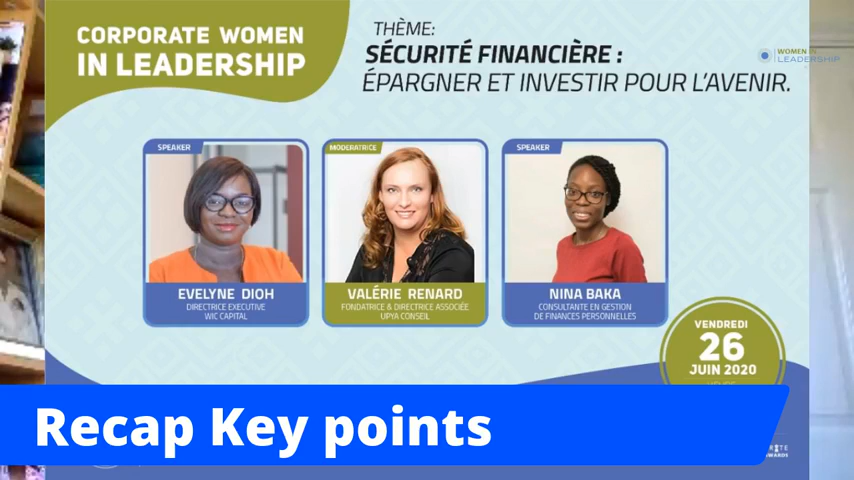 CORPORATE WOMEN
IN LEADERSHIP
THÈME:
SÉCURITÉ FINANCIÈRE :
ÉPARGNER ET INVESTIR POUR L'AVENIR.
WOMEN IN
LEADERSHIP
SPEAKER
EVELYNE DIOH
DIRECTRICE EXECUTIVE
WIC CAPITAL
MODERATRICE
VALÉRIE RENARD
FONDATRICE & DIRECTRICE ASSOCIÉE
UPYA CONSEIL
SPEAKER
NINA BAKA
CONSULTANTE EN GESTION
DE FINANCES PERSONNELLES
VENDREDI
26
JUIN 2020
Recap Key points